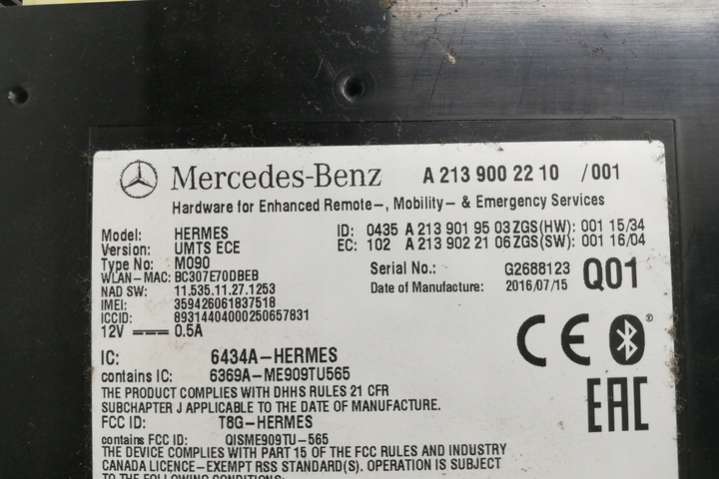 Mercedes-Benz A 213 900 22 10 /001
Hardware for Enhanced Remote-, Mobility- & Emergency Services
Model: HERMES ID: 0435 A 213 901 95 03 ZGS(HW): 001 15/34
Version: UMTS ECE EC: 102 A 213 902 21 06 ZGS(SW): 001 16/04
Type No: M090
WLAN-MAC: BC307E70DBEB Serial No.: G2688123 Q01
NAD SW: 11.535.11.27.1253 Date of Manufacture: 2016/07/15
IMEI: 359426061837518
ICCID: 89314404000250657831
12V 0.5A
CE
IC: 6434A-HERMES
contains IC: 6369A-ME909TU565
THE PRODUCT COMPLIES WITH DHHS RULES 21 CFR
SUBCHAPTER J APPLICABLE TO THE DATE OF MANUFACTURE.
EAC
FCC ID: T8G-HERMES
contains FCC ID: QISME909TU-565
THE DEVICE COMPLIES WITH PART 15 OF THE FCC RULES AND INDUSTRY
CANADA LICENCE-EXEMPT RSS STANDARD(S). OPERATION IS SUBJECT
TO THE FOLLOWING CONDITIONS: